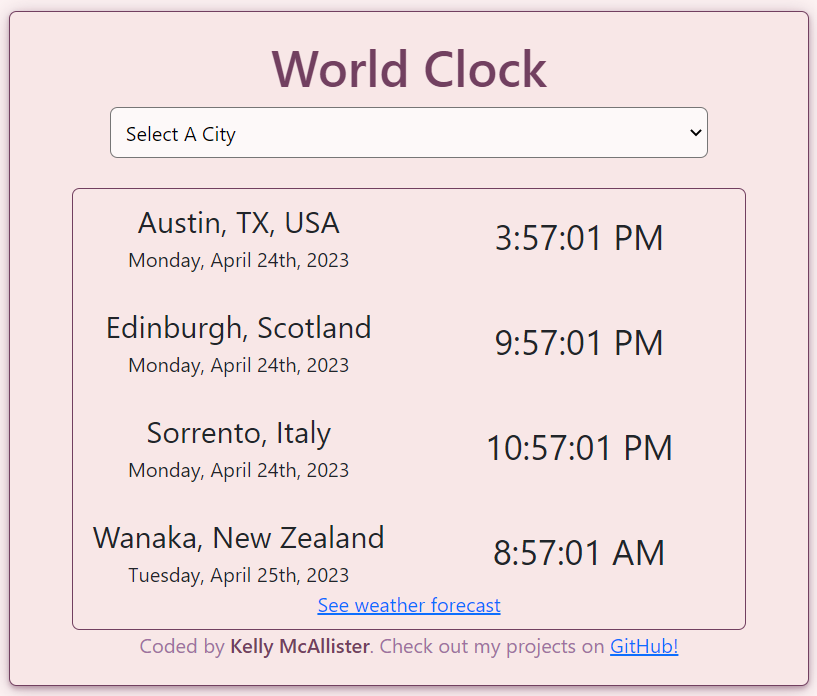 World Clock
Select A City
Austin, TX, USA
Monday, April 24th, 2023
3:57:01 PM
Edinburgh, Scotland
Monday, April 24th, 2023
9:57:01 PM
Sorrento, Italy
Monday, April 24th, 2023
10:57:01 PM
Wanaka, New Zealand
Tuesday, April 25th, 2023
8:57:01 AM
See weather forecast
Coded by Kelly McAllister. Check out my projects on GitHub!